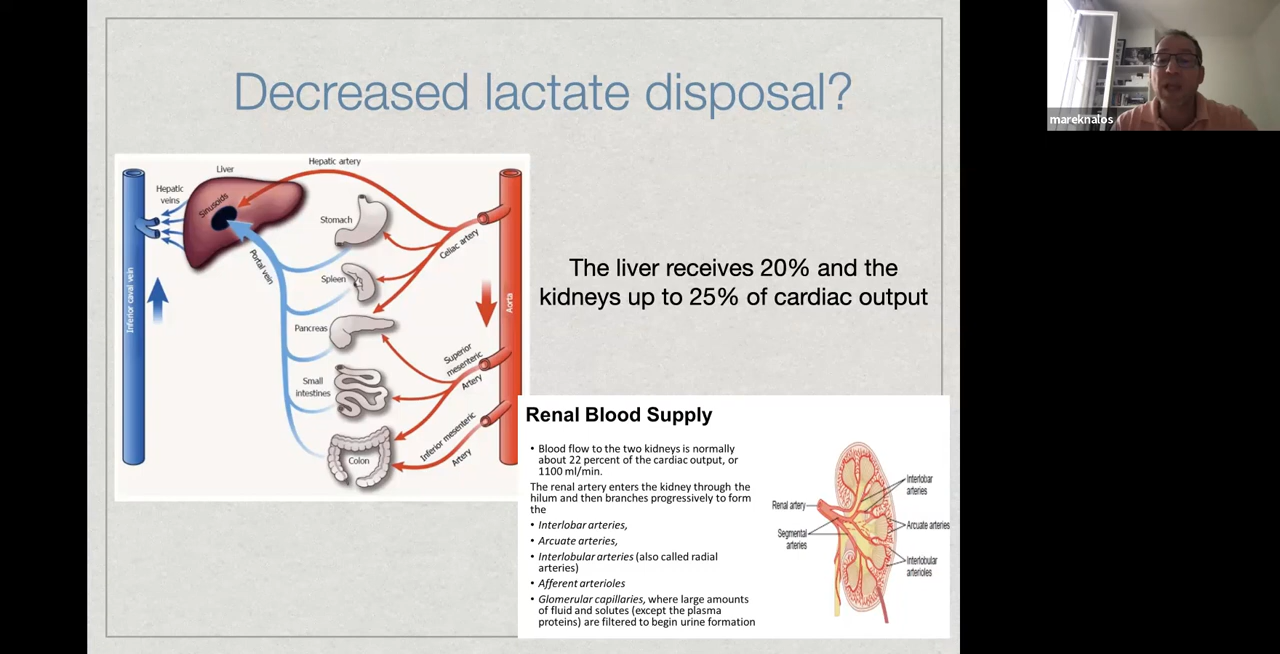 Decreased lactate disposal?
Hepatic artery
Liver
Hepatic
veins
Sinusoids
Stomach
Celiac artery
Portal vein
Spleen
Inferior caval vein
Aorta
Pancreas
Superior
mesenteric
Artery
Small
intestines
Inferior mesenteric
Artery
Colon
The liver receives 20% and the
kidneys up to 25% of cardiac output
Renal Blood Supply
• Blood flow to the two kidneys is normally
about 22 percent of the cardiac output, or
1100 ml/min.
The renal artery enters the kidney through the
hilum and then branches progressively to form
the
• Interlobar arteries,
• Arcuate arteries,
• Interlobular arteries (also called radial
arteries)
• Afferent arterioles
• Glomerular capillaries, where large amounts
of fluid and solutes (except the plasma
proteins) are filtered to begin urine formation
Interlobar
arteries
Renal artery
Arcuate arteries
Segmental
arteries
Interlobular
arterioles
mareknalos